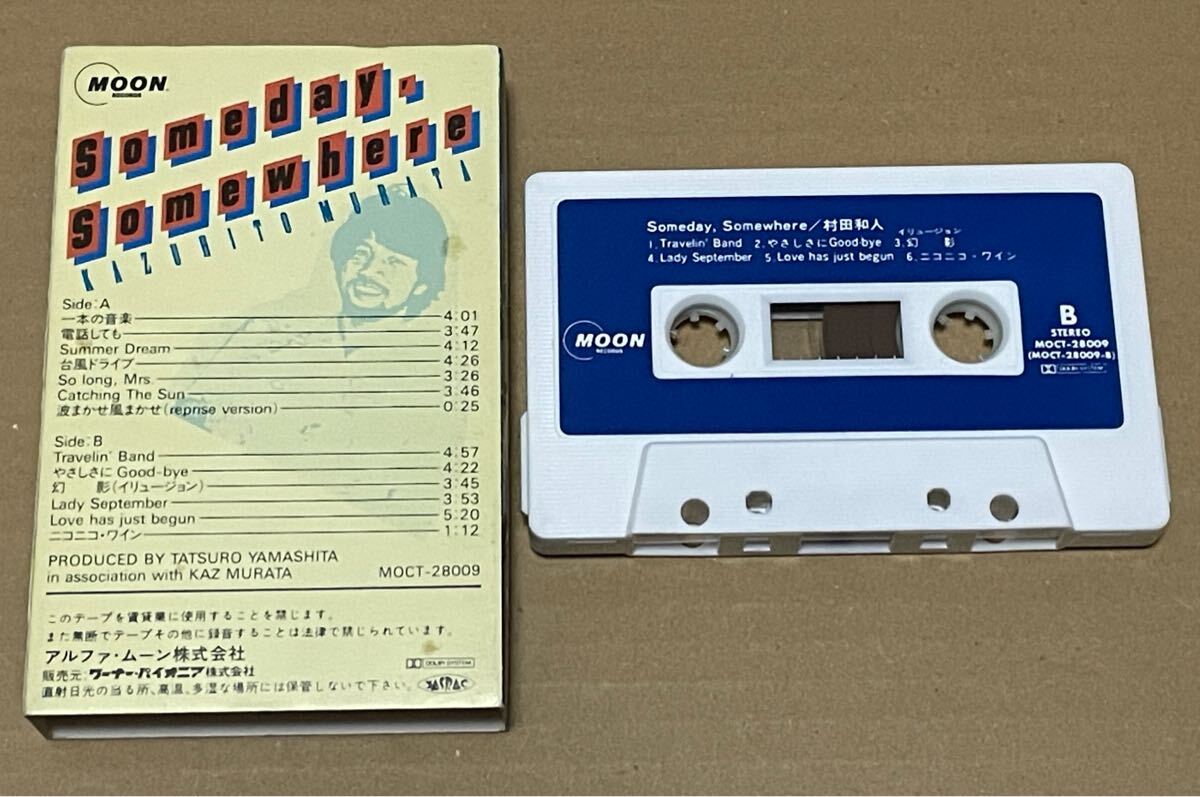 MOON
Someday,
Somewhere
KAZUHITO MURATA
Side: A
一本の音楽 4:01
電話しても 3:47
Summer Dream 4:12
台風ドライブ 4:26
So long, Mrs. 3:26
Catching The Sun 3:46
波まかせ風まかせ(reprise version) 0:25
Side: B
Travelin' Band 4:57
やさしさに Good-bye 4:22
幻 影(イリュージョン) 3:45
Lady September 3:53
Love has just begun 5:20
ニコニコ・ワイン 1:12
PRODUCED BY TATSURO YAMASHITA
in association with KAZ MURATA MOCT-28009
このテープを賃貸業に使用することを禁じます。
また無断でテープその他に録音することは法律で禁じられています。
アルファ・ムーン株式会社
販売元:ワーナー・パイオニア株式会社
直射日光の当る所、高温、多湿な場所には保管しないで下さい。
DOLBY SYSTEM
JASRAC
Someday, Somewhere／村田和人
イリュージョン
1. Travelin' Band 2. やさしさにGood-bye 3. 幻 影
4. Lady September 5. Love has just begun 6. ニコニコ・ワイン
MOON
RECORDS
B
STEREO
MOCT-28009
(MOCT-28009-B)
DOLBY SYSTEM